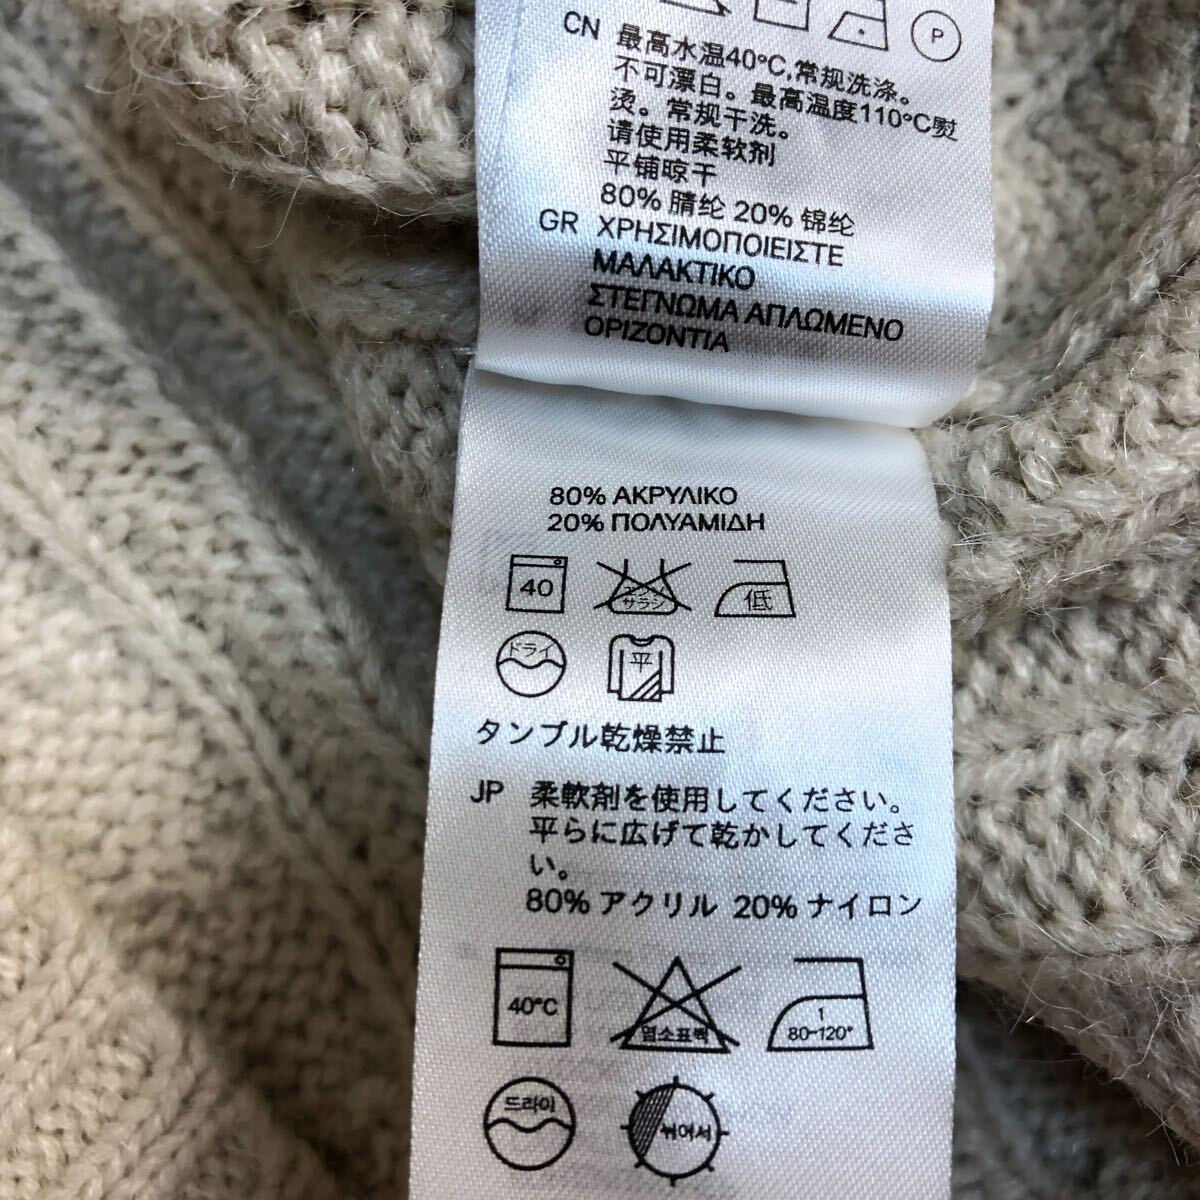 P
CN 最高水温40°C,常规洗涤。
不可漂白。最高温度110°C熨
烫。常规干洗。
请使用柔软剂
平铺晾干
80% 腈纶 20% 锦纶
GR ΧΡΗΣΙΜΟΠΟΙΕΙΣΤΕ
ΜΑΛΑΚΤΙΚΟ
ΣΤΕΓΝΩΜΑ ΑΠΛΩΜΕΝΟ
ΟΡΙΖΟΝΤΙΑ
80% ΑΚΡΥΛΙΚΟ
20% ΠΟΛΥΑΜΙΔΗ
40 エンソ サラシ 低
ドライ 平
タンブル乾燥禁止
JP 柔軟剤を使用してください。
平らに広げて乾かしてくださ
い。
80% アクリル 20% ナイロン
40°C 염소표백 1 80-120°
드라이 뉘어서